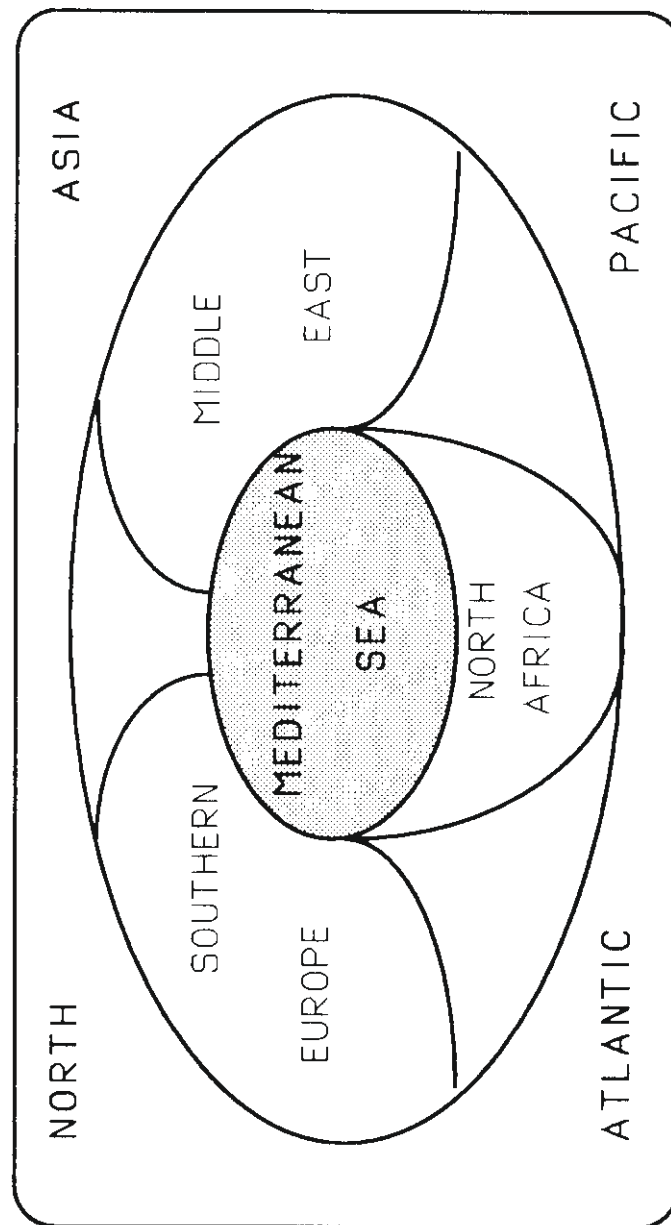 NORTH
ASIA
SOUTHERN
EUROPE
MIDDLE
EAST
MEDITERRANEAN
SEA
NORTH
AFRICA
ATLANTIC
PACIFIC